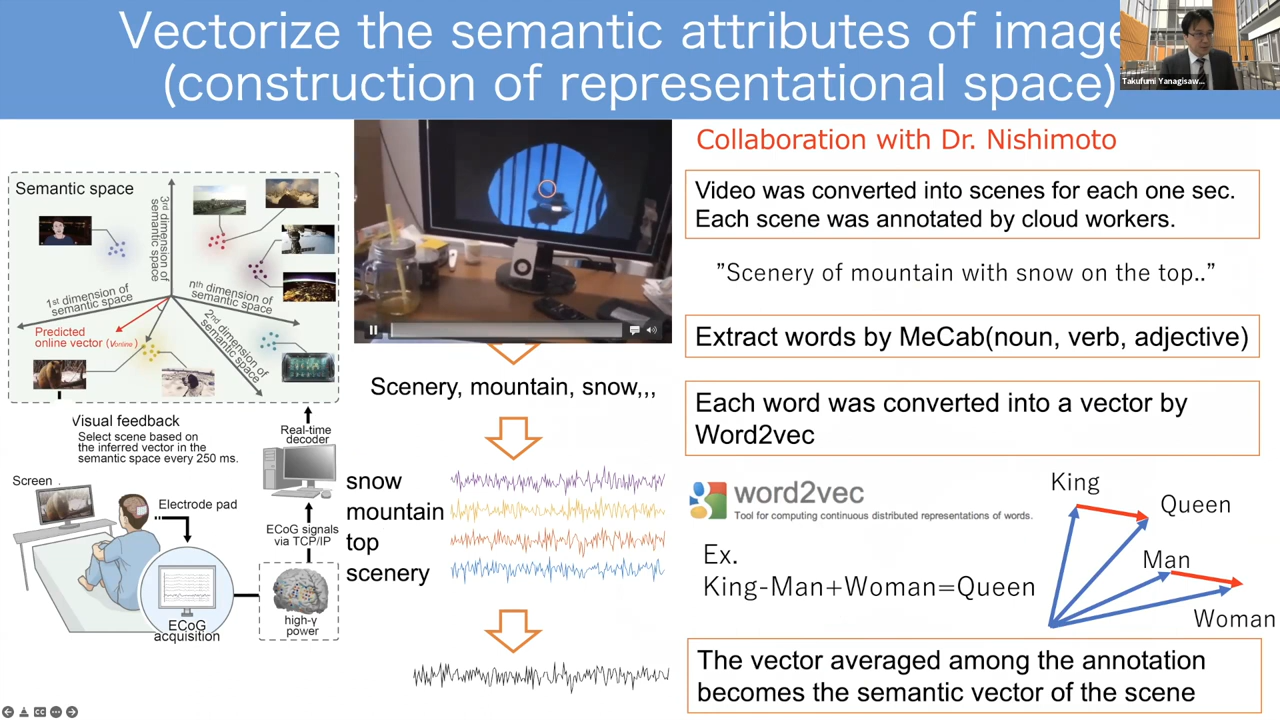 Vectorize the semantic attributes of image
(construction of representational space)
Takufumi Yanagisaw...
Semantic space
3rd dimension of
semantic space
1st dimension of
semantic space
nth dimension of
semantic space
2nd dimension of
semantic space
Predicted
online vector (vonline)
Visual feedback
Select scene based on
the inferred vector in the
semantic space every 250 ms.
Real-time
decoder
Screen
Electrode pad
ECoG signals
via TCP/IP
ECoG
acquisition
high-γ
power
Scenery, mountain, snow,,,
snow
mountain
top
scenery
Collaboration with Dr. Nishimoto
Video was converted into scenes for each one sec.
Each scene was annotated by cloud workers.
"Scenery of mountain with snow on the top.."
Extract words by MeCab(noun, verb, adjective)
Each word was converted into a vector by
Word2vec
word2vec
Tool for computing continuous distributed representations of words.
Ex.
King-Man+Woman=Queen
King
Queen
Man
Woman
The vector averaged among the annotation
becomes the semantic vector of the scene